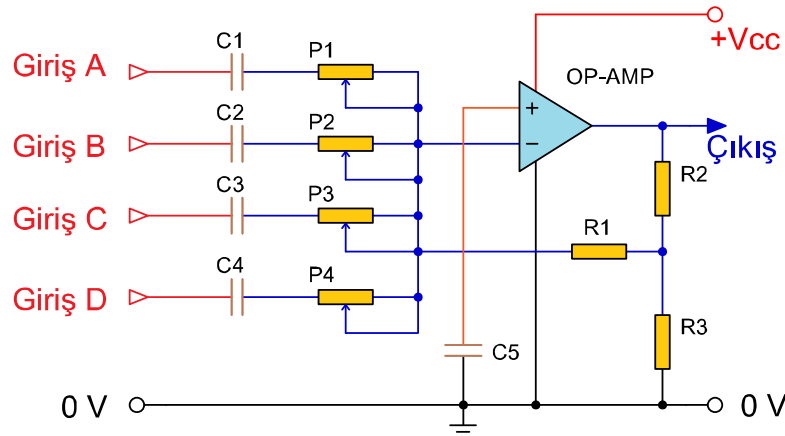 C1
P1
+Vcc
Giriş A
OP-AMP
+
C2
P2
Giriş B
−
Çıkış
C3
P3
R2
Giriş C
R1
C4
P4
Giriş D
C5
R3
0 V
0 V